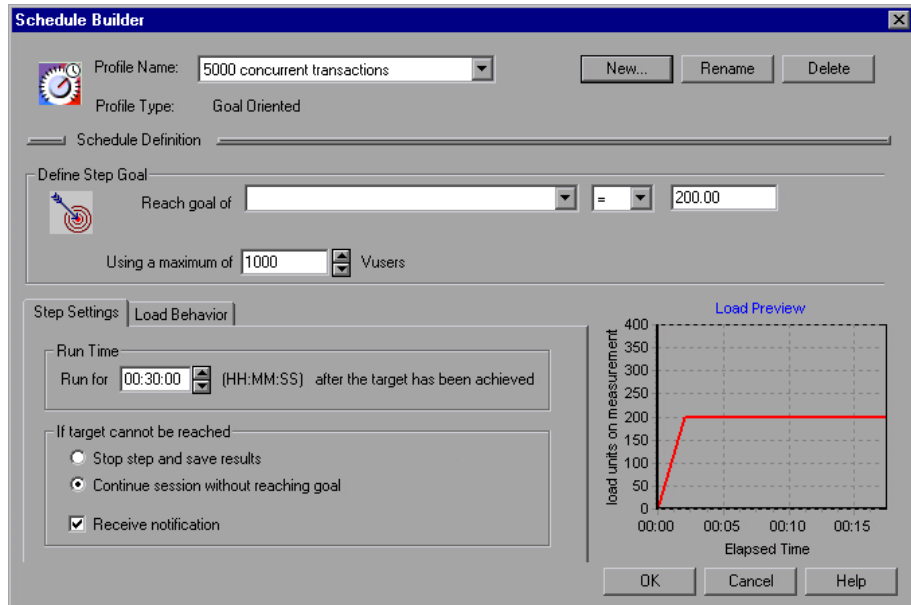 Schedule Builder
Profile Name: 5000 concurrent transactions New... Rename Delete
Profile Type: Goal Oriented
Schedule Definition
Define Step Goal
Reach goal of = 200.00
Using a maximum of 1000 Vusers
Step Settings Load Behavior
Run Time
Run for 00:30:00 (HH:MM:SS) after the target has been achieved
If target cannot be reached
Stop step and save results
Continue session without reaching goal
Receive notification
Load Preview
load units on measurement
400
350
300
250
200
150
100
50
0
00:00 00:05 00:10 00:15
Elapsed Time
OK Cancel Help